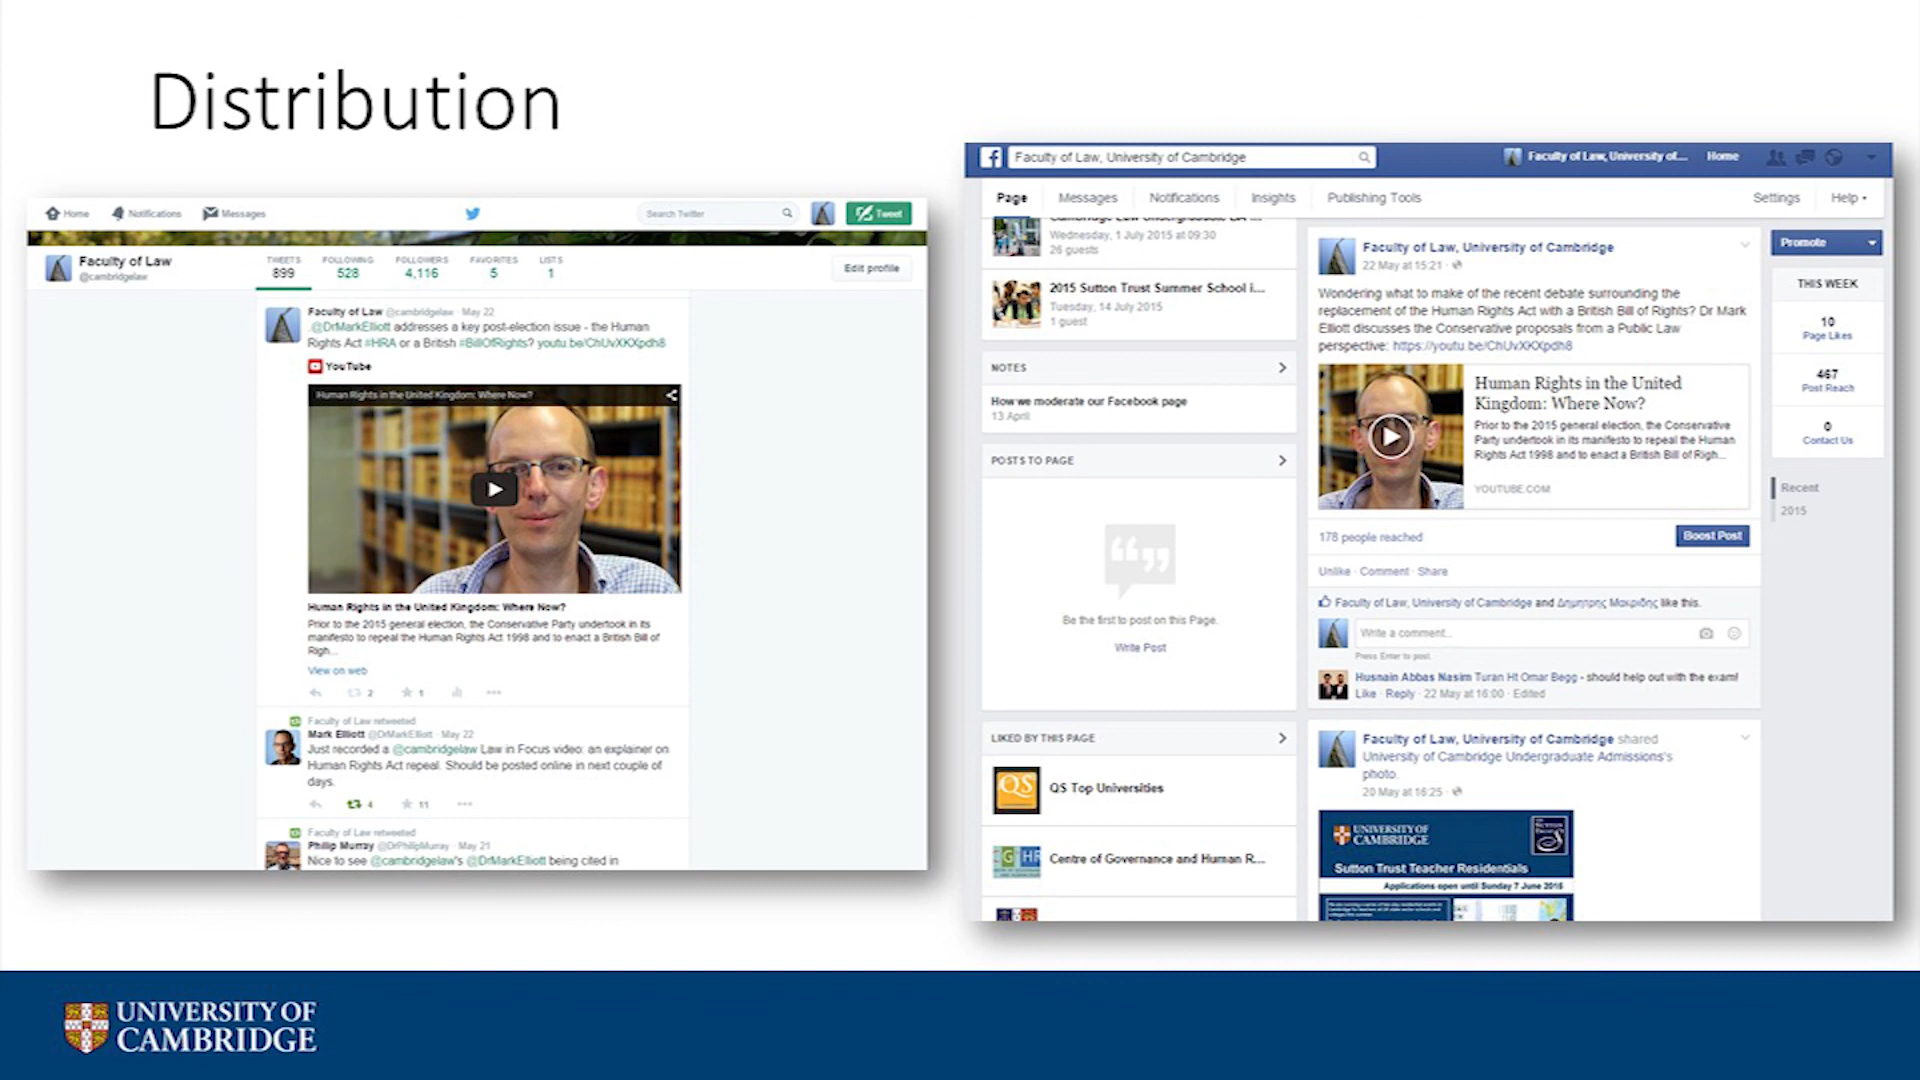 Distribution
Home Notifications Messages Search Twitter Tweet
Faculty of Law
@cambridgelaw
TWEETS FOLLOWING FOLLOWERS FAVORITES LISTS
899 528 4,116 5 1
Edit profile
Faculty of Law @cambridgelaw · May 22
.@DrMarkElliott addresses a key post-election issue - the Human
Rights Act #HRA or a British #BillOfRights? youtu.be/ChUvXKXpdh8
YouTube
Human Rights in the United Kingdom: Where Now?
Human Rights in the United Kingdom: Where Now?
Prior to the 2015 general election, the Conservative Party undertook in its
manifesto to repeal the Human Rights Act 1998 and to enact a British Bill of
Righ...
View on web
2 1
Faculty of Law retweeted
Mark Elliott @DrMarkElliott · May 22
Just recorded a @cambridgelaw Law in Focus video: an explainer on
Human Rights Act repeal. Should be posted online in next couple of
days.
4 11
Faculty of Law retweeted
Philip Murray @DrPhilipMurray · May 21
Nice to see @cambridgelaw's @DrMarkElliott being cited in
Faculty of Law, University of Cambridge
Faculty of Law, University of... Home
Page Messages Notifications Insights Publishing Tools Settings Help
Wednesday, 1 July 2015 at 09:30
26 guests
2015 Sutton Trust Summer School i...
Tuesday, 14 July 2015
1 guest
NOTES
How we moderate our Facebook page
13 April
POSTS TO PAGE
Be the first to post on this Page.
Write Post
LIKED BY THIS PAGE
QS
QS Top Universities
Centre of Governance and Human R...
Faculty of Law, University of Cambridge
22 May at 15:21 ·
Wondering what to make of the recent debate surrounding the
replacement of the Human Rights Act with a British Bill of Rights? Dr Mark
Elliott discusses the Conservative proposals from a Public Law
perspective: https://youtu.be/ChUvXKXpdh8
Human Rights in the United
Kingdom: Where Now?
Prior to the 2015 general election, the Conservative
Party undertook in its manifesto to repeal the Human
Rights Act 1998 and to enact a British Bill of Righ...
YOUTUBE.COM
178 people reached
Boost Post
Unlike · Comment · Share
Faculty of Law, University of Cambridge and Δημητρης Μακριδης like this.
Write a comment...
Press Enter to post.
Husnain Abbas Nasim Turan Ht Omar Begg - should help out with the exam!
Like · Reply · 22 May at 16:00 · Edited
Faculty of Law, University of Cambridge shared
University of Cambridge Undergraduate Admissions's
photo.
20 May at 16:25 ·
UNIVERSITY OF
CAMBRIDGE
Sutton Trust Teacher Residentials
Applications open until Sunday 7 June 2015
Promote
THIS WEEK
10
Page Likes
467
Post Reach
0
Contact Us
Recent
2015
UNIVERSITY OF
CAMBRIDGE